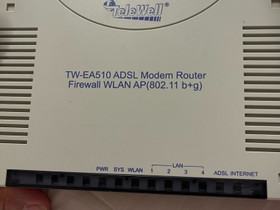 TeleWell
TW-EA510 ADSL Modem Router
Firewall WLAN AP(802.11 b+g)
LAN
PWR SYS WLAN 1 2 3 4 ADSL INTERNET